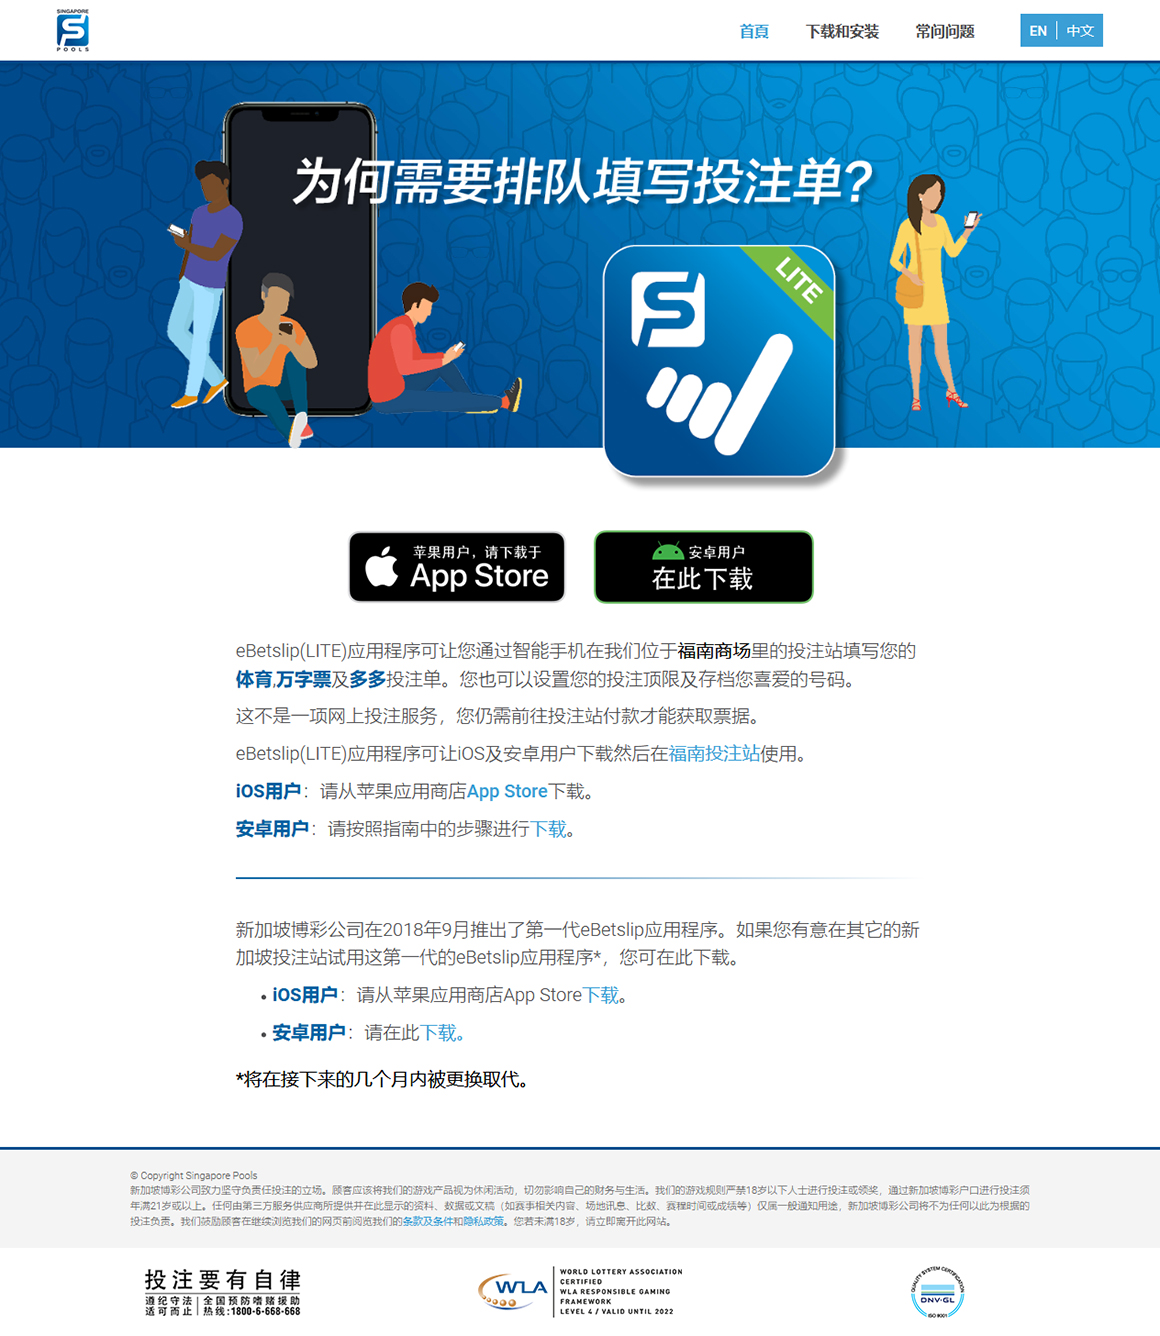 SINGAPORE
POOLS
首頁 下载和安装 常问问题 EN 中文
为何需要排队填写投注单?
LITE
苹果用户，请下载于
App Store
安卓用户
在此下载
eBetslip(LITE)应用程序可让您通过智能手机在我们位于福南商场里的投注站填写您的
体育,万字票及多多投注单。您也可以设置您的投注顶限及存档您喜爱的号码。
这不是一项网上投注服务，您仍需前往投注站付款才能获取票据。
eBetslip(LITE)应用程序可让iOS及安卓用户下载然后在福南投注站使用。
iOS用户：请从苹果应用商店App Store下载。
安卓用户：请按照指南中的步骤进行下载。
新加坡博彩公司在2018年9月推出了第一代eBetslip应用程序。如果您有意在其它的新
加坡投注站试用这第一代的eBetslip应用程序*，您可在此下载。
• iOS用户：请从苹果应用商店App Store下载。
• 安卓用户：请在此下载。
*将在接下来的几个月内被更换取代。
© Copyright Singapore Pools
新加坡博彩公司致力坚守负责任投注的立场。顾客应该将我们的游戏产品视为休闲活动，切勿影响自己的财务与生活。我们的游戏规则严禁18岁以下人士进行投注或领奖，通过新加坡博彩户口进行投注须
年满21岁或以上。任何由第三方服务供应商所提供并在此显示的资料、数据或文稿（如赛事相关内容、场地讯息、比数、赛程时间或成绩等）仅属一般通知用途，新加坡博彩公司将不为任何以此为根据的
投注负责。我们鼓励顾客在继续浏览我们的网页前阅览我们的条款及条件和隐私政策。您若未满18岁，请立即离开此网站。
投注要有自律
遵纪守法 全国预防嗜赌援助
适可而止 热线:1800-6-668-668
WLA
WORLD LOTTERY ASSOCIATION
CERTIFIED
WLA RESPONSIBLE GAMING
FRAMEWORK
LEVEL 4 / VALID UNTIL 2022
QUALITY SYSTEM CERTIFICATION
DNV·GL
ISO 9001